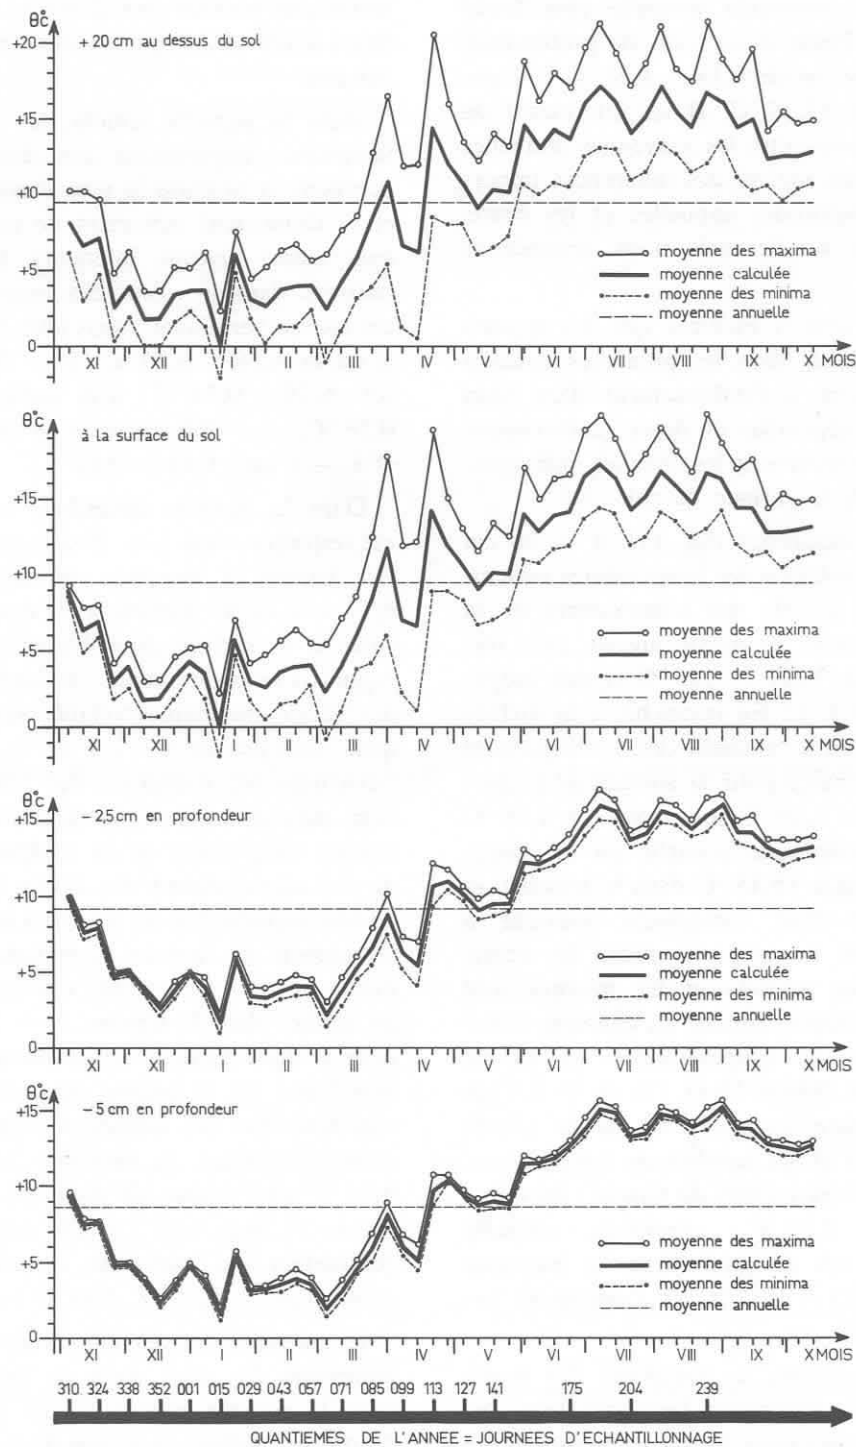 θ°c
+ 20 cm au dessus du sol
+20
+15
+10
+5
0
moyenne des maxima
moyenne calculée
moyenne des minima
moyenne annuelle
XI XII I II III IV V VI VII VIII IX X MOIS
θ°c
à la surface du sol
+15
+10
+5
0
moyenne des maxima
moyenne calculée
moyenne des minima
moyenne annuelle
XI XII I II III IV V VI VII VIII IX X MOIS
θ°c
– 2,5 cm en profondeur
+15
+10
+5
0
moyenne des maxima
moyenne calculée
moyenne des minima
moyenne annuelle
XI XII I II III IV V VI VII VIII IX X MOIS
θ°c
– 5 cm en profondeur
+15
+10
+5
0
moyenne des maxima
moyenne calculée
moyenne des minima
moyenne annuelle
XI XII I II III IV V VI VII VIII IX X MOIS
310 324 338 352 001 015 029 043 057 071 085 099 113 127 141 175 204 239
QUANTIEMES DE L'ANNEE = JOURNEES D'ECHANTILLONNAGE